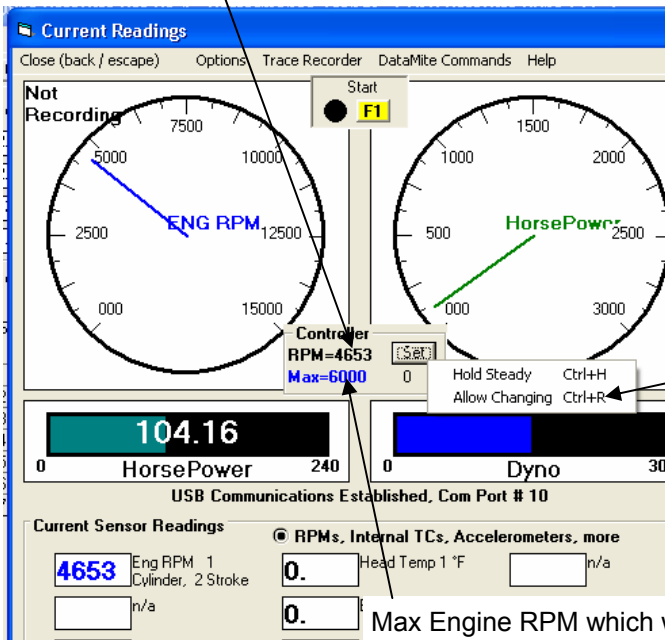 Current Readings
Close (back / escape) Options Trace Recorder DataMite Commands Help
Not
Recording
Start
F1
7500
5000
10000
ENG RPM
2500
12500
000
15000
1500
1000
2000
HorsePower
500
2500
000
3000
Controller
RPM=4653
Set
Max=6000
0
Hold Steady Ctrl+H
Allow Changing Ctrl+R
104.16
0 HorsePower 240
0 Dyno
USB Communications Established, Com Port # 10
Current Sensor Readings
RPMs, Internal TCs, Accelerometers, more
4653 Eng RPM 1
Cylinder, 2 Stroke
0. Head Temp 1 °F
n/a
n/a
0.
Max Engine RPM which